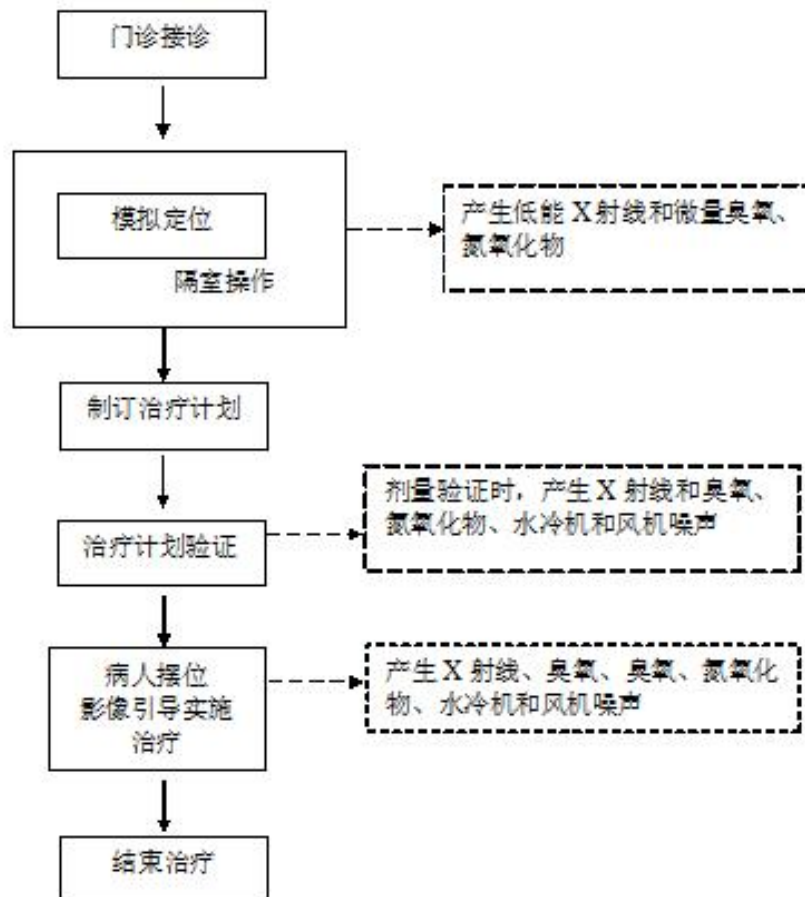 门诊接诊
模拟定位
隔室操作
产生低能 X 射线和微量臭氧、
氮氧化物
制订治疗计划
治疗计划验证
剂量验证时，产生 X 射线和臭氧、
氮氧化物、水冷机和风机噪声
病人摆位
影像引导实施
治疗
产生 X 射线、臭氧、臭氧、氮氧化
物、水冷机和风机噪声
结束治疗